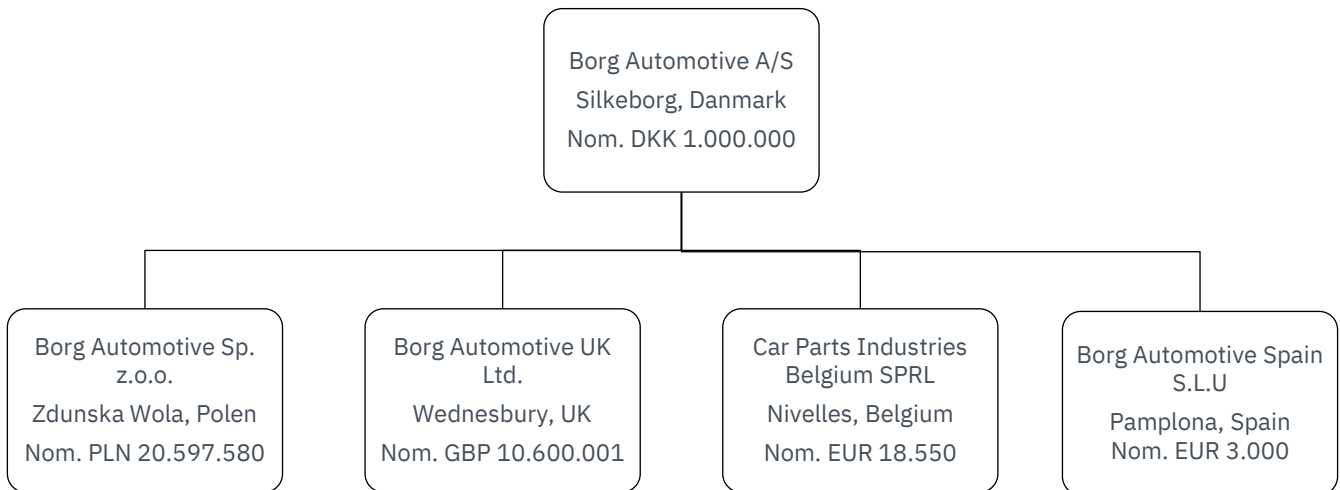 Borg Automotive A/S
Silkeborg, Danmark
Nom. DKK 1.000.000
Borg Automotive Sp.
z.o.o.
Zdunska Wola, Polen
Nom. PLN 20.597.580
Borg Automotive UK
Ltd.
Wednesbury, UK
Nom. GBP 10.600.001
Car Parts Industries
Belgium SPRL
Nivelles, Belgium
Nom. EUR 18.550
Borg Automotive Spain
S.L.U
Pamplona, Spain
Nom. EUR 3.000